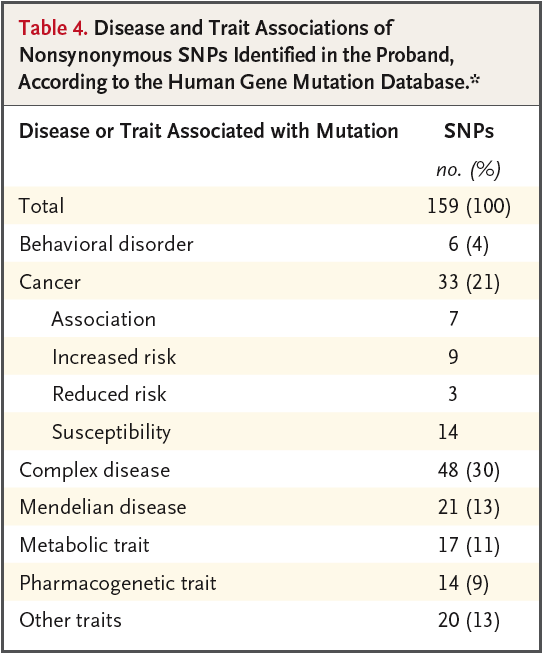 Table 4. Disease and Trait Associations of
Nonsynonymous SNPs Identified in the Proband,
According to the Human Gene Mutation Database.*
Disease or Trait Associated with Mutation SNPs
no. (%)
Total 159 (100)
Behavioral disorder 6 (4)
Cancer 33 (21)
Association 7
Increased risk 9
Reduced risk 3
Susceptibility 14
Complex disease 48 (30)
Mendelian disease 21 (13)
Metabolic trait 17 (11)
Pharmacogenetic trait 14 (9)
Other traits 20 (13)